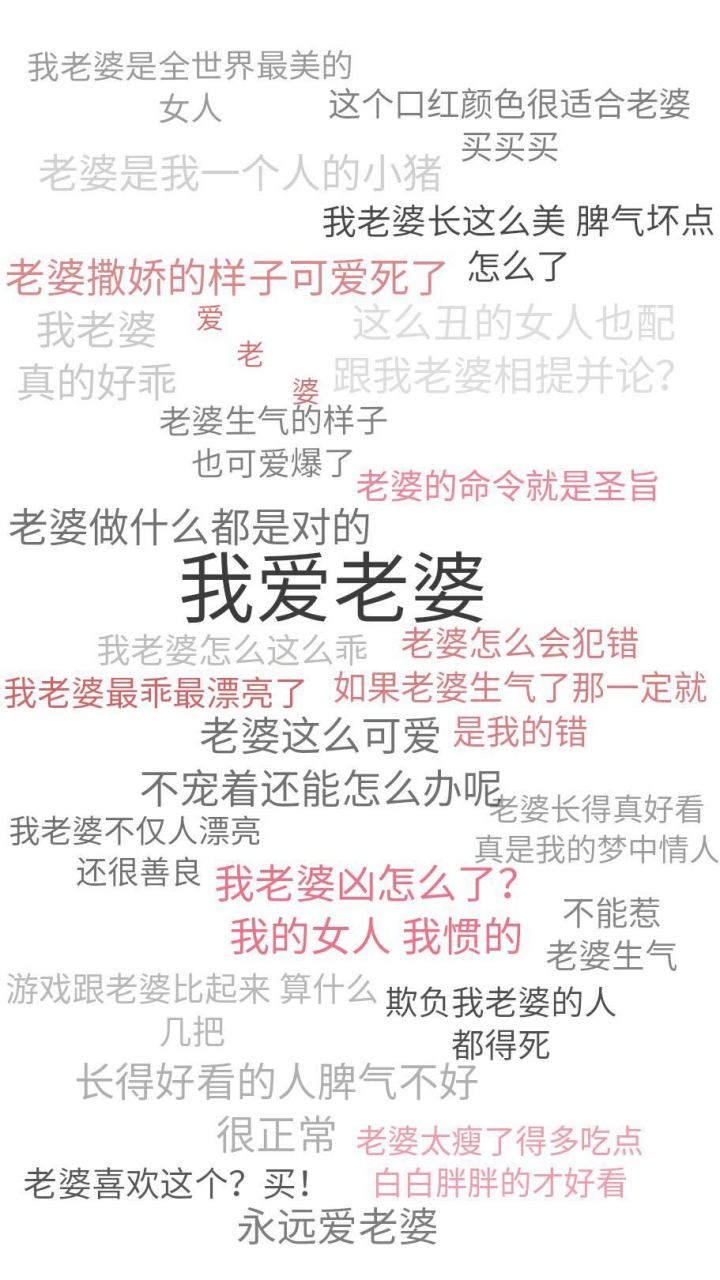 我老婆是全世界最美的
女人
这个口红颜色很适合老婆
买买买
老婆是我一个人的小猪
我老婆长这么美 脾气坏点
怎么了
老婆撒娇的样子可爱死了
我老婆
真的好乖
爱
老
婆
这么丑的女人也配
跟我老婆相提并论？
老婆生气的样子
也可爱爆了
老婆的命令就是圣旨
老婆做什么都是对的
我爱老婆
我老婆怎么这么乖
老婆怎么会犯错
我老婆最乖最漂亮了
如果老婆生气了那一定就
是我的错
老婆这么可爱
不宠着还能怎么办呢
老婆长得真好看
真是我的梦中情人
我老婆不仅人漂亮
还很善良
我老婆凶怎么了？
我的女人 我惯的
不能惹
老婆生气
游戏跟老婆比起来 算什么
几把
欺负我老婆的人
都得死
长得好看的人脾气不好
很正常
老婆太瘦了得多吃点
白白胖胖的才好看
老婆喜欢这个？买！
永远爱老婆